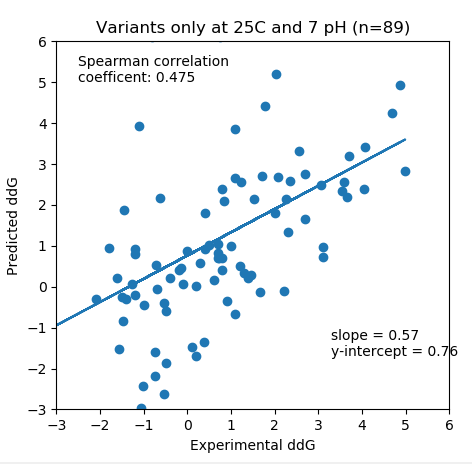 Variants only at 25C and 7 pH (n=89)
Spearman correlation
coefficent: 0.475
6
5
4
3
2
1
0
−1
−2
−3
Predicted ddG
slope = 0.57
y-intercept = 0.76
−3 −2 −1 0 1 2 3 4 5 6
Experimental ddG